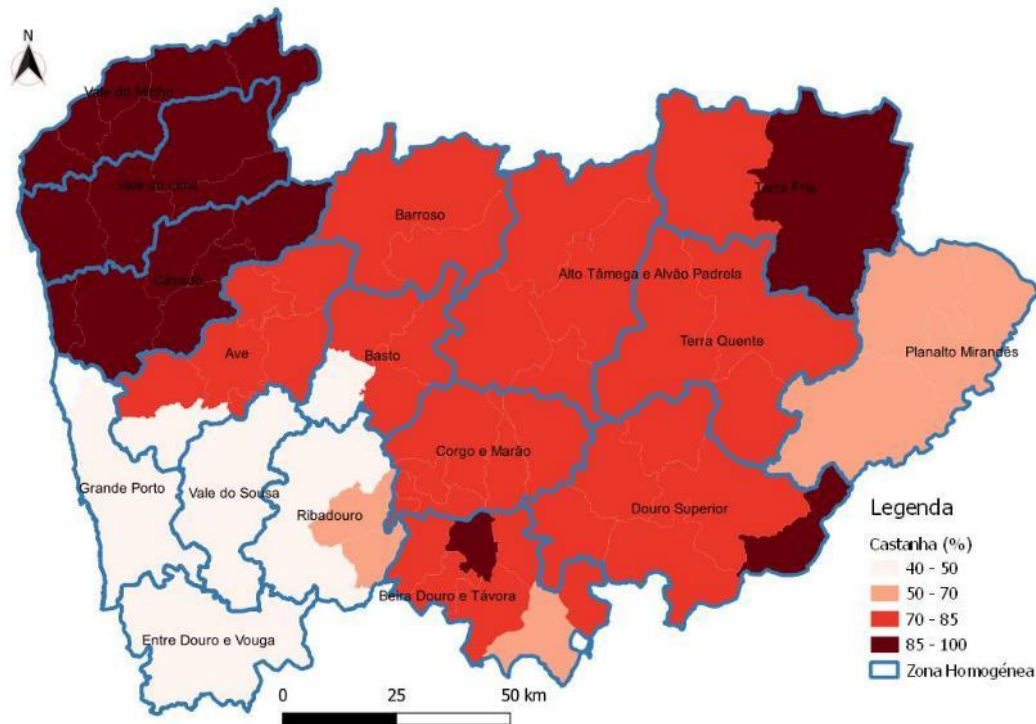 N
Vale do Minho
Vale do Lima
Cávado
Barroso
Terra Fria
Alto Tâmega e Alvão Padrela
Ave
Basto
Terra Quente
Planalto Mirandês
Corgo e Marão
Grande Porto
Vale do Sousa
Ribadouro
Douro Superior
Beira Douro e Távora
Entre Douro e Vouga
Legenda
Castanha (%)
40 - 50
50 - 70
70 - 85
85 - 100
Zona Homogénea
0 25 50 km